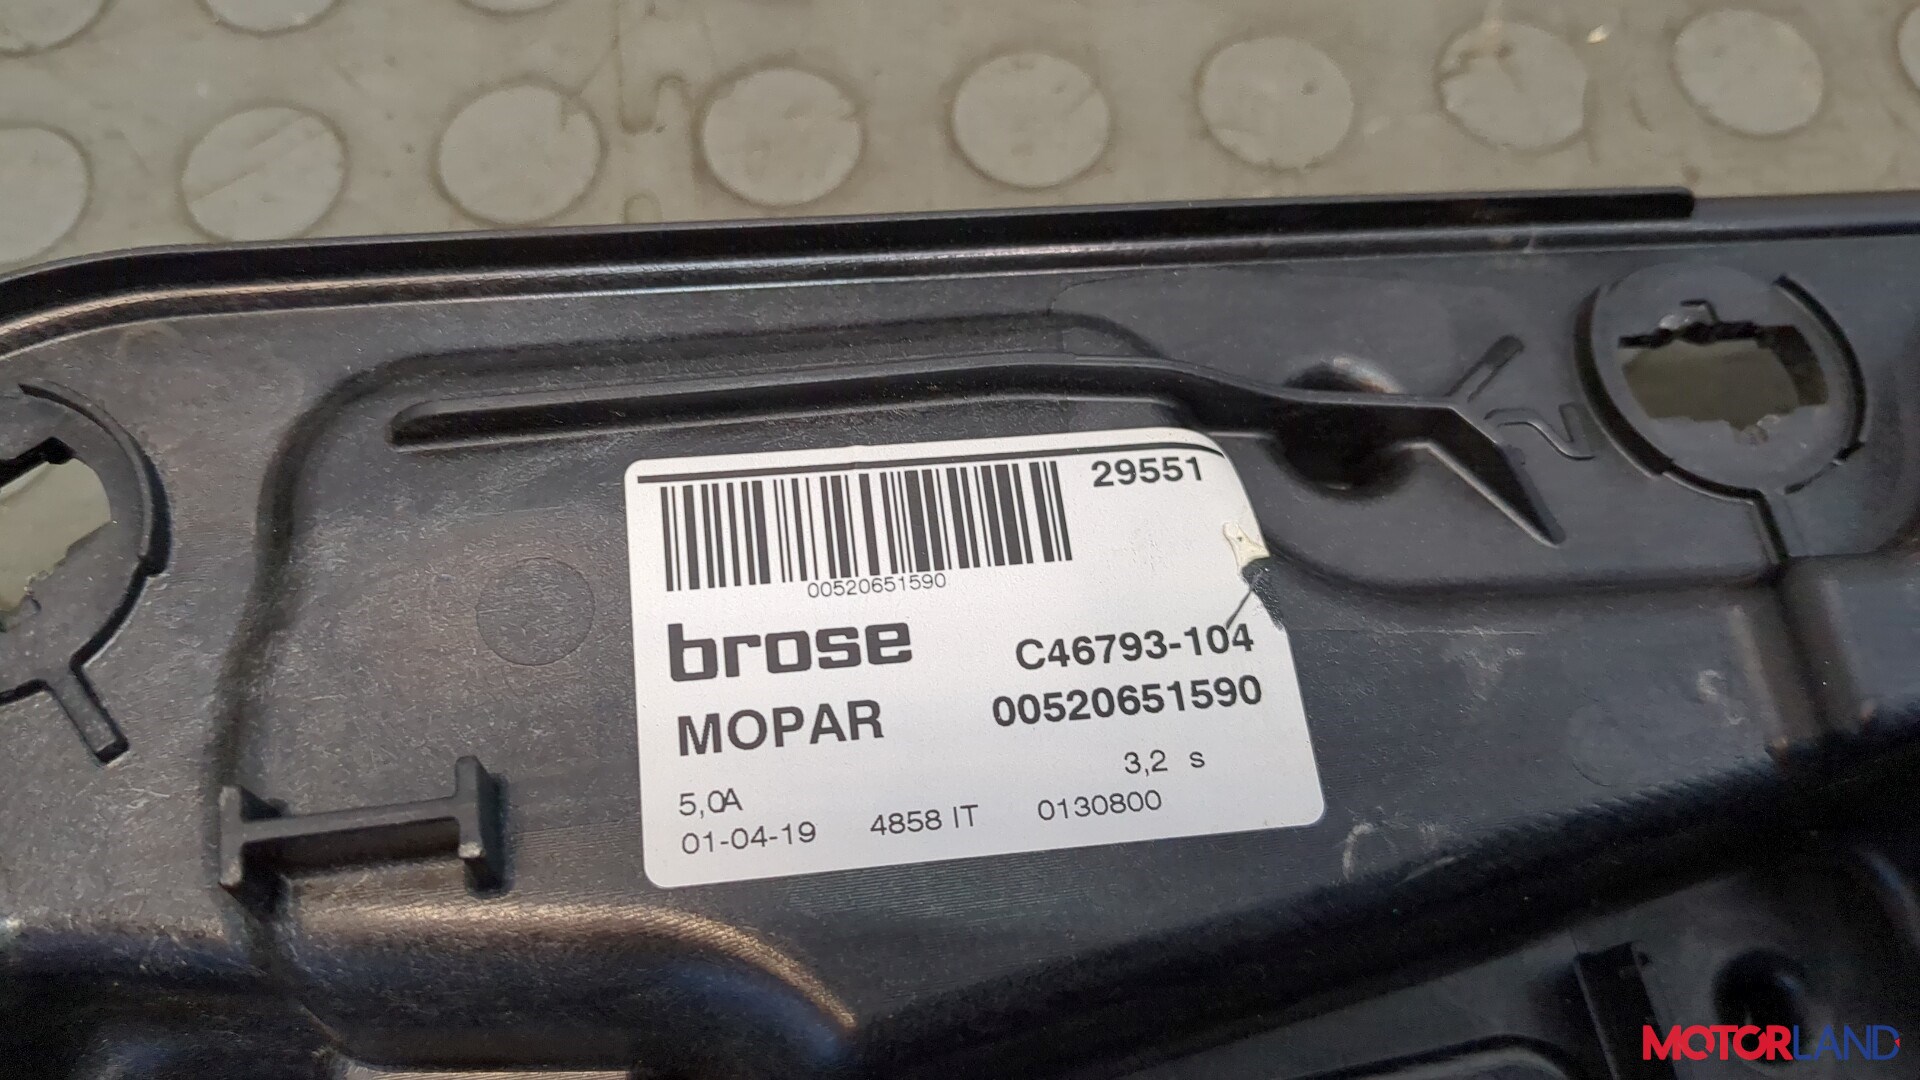 29551
00520651590
brose
C46793-104
MOPAR
00520651590
5,0A
3,2 s
01-04-19 4858 IT 0130800
MOTORLAND